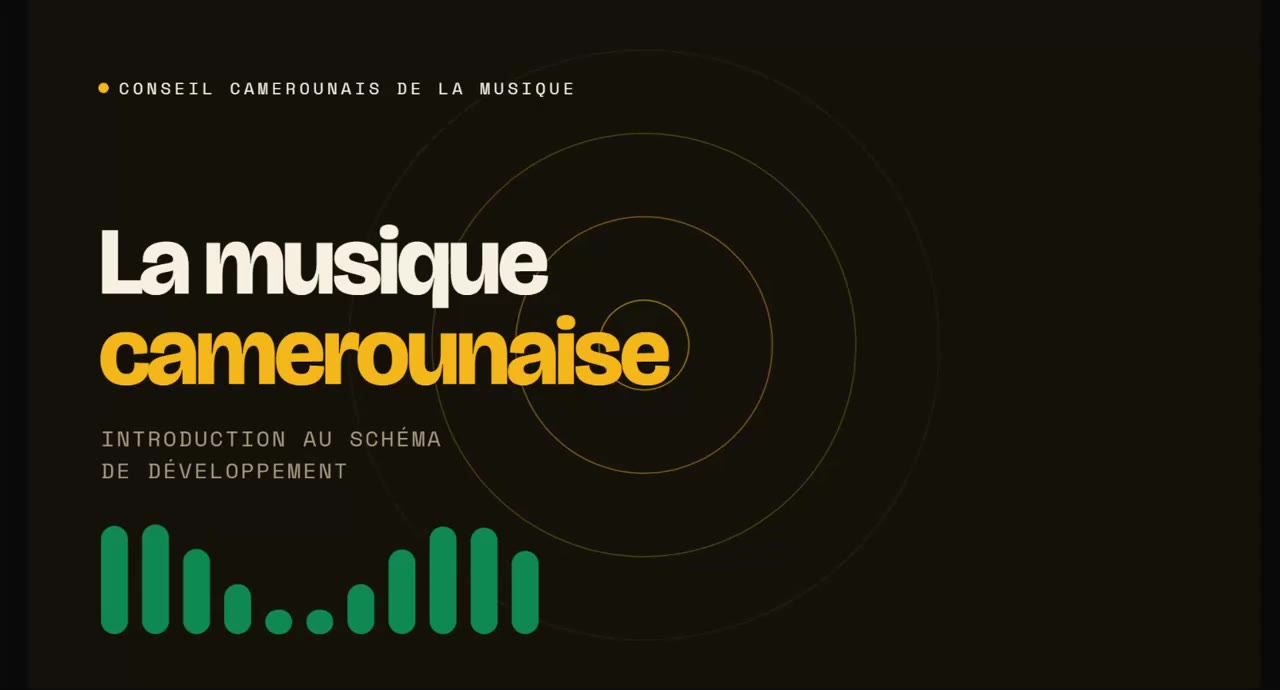 CONSEIL CAMEROUNAIS DE LA MUSIQUE
La musique
camerounaise
INTRODUCTION AU SCHÉMA
DE DÉVELOPPEMENT